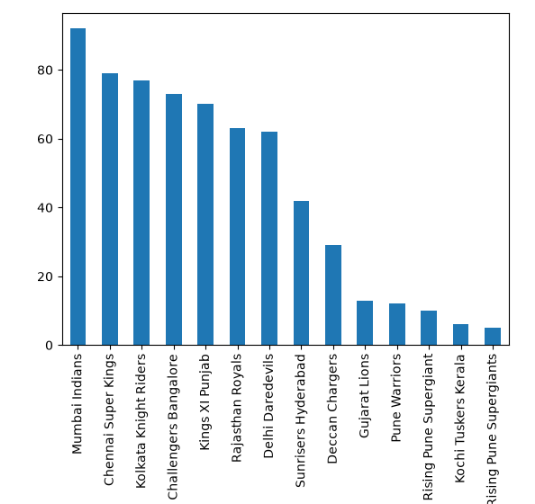 80
60
40
20
0
Mumbai Indians
Chennai Super Kings
Kolkata Knight Riders
Challengers Bangalore
Kings XI Punjab
Rajasthan Royals
Delhi Daredevils
Sunrisers Hyderabad
Deccan Chargers
Gujarat Lions
Pune Warriors
Rising Pune Supergiant
Kochi Tuskers Kerala
Rising Pune Supergiants